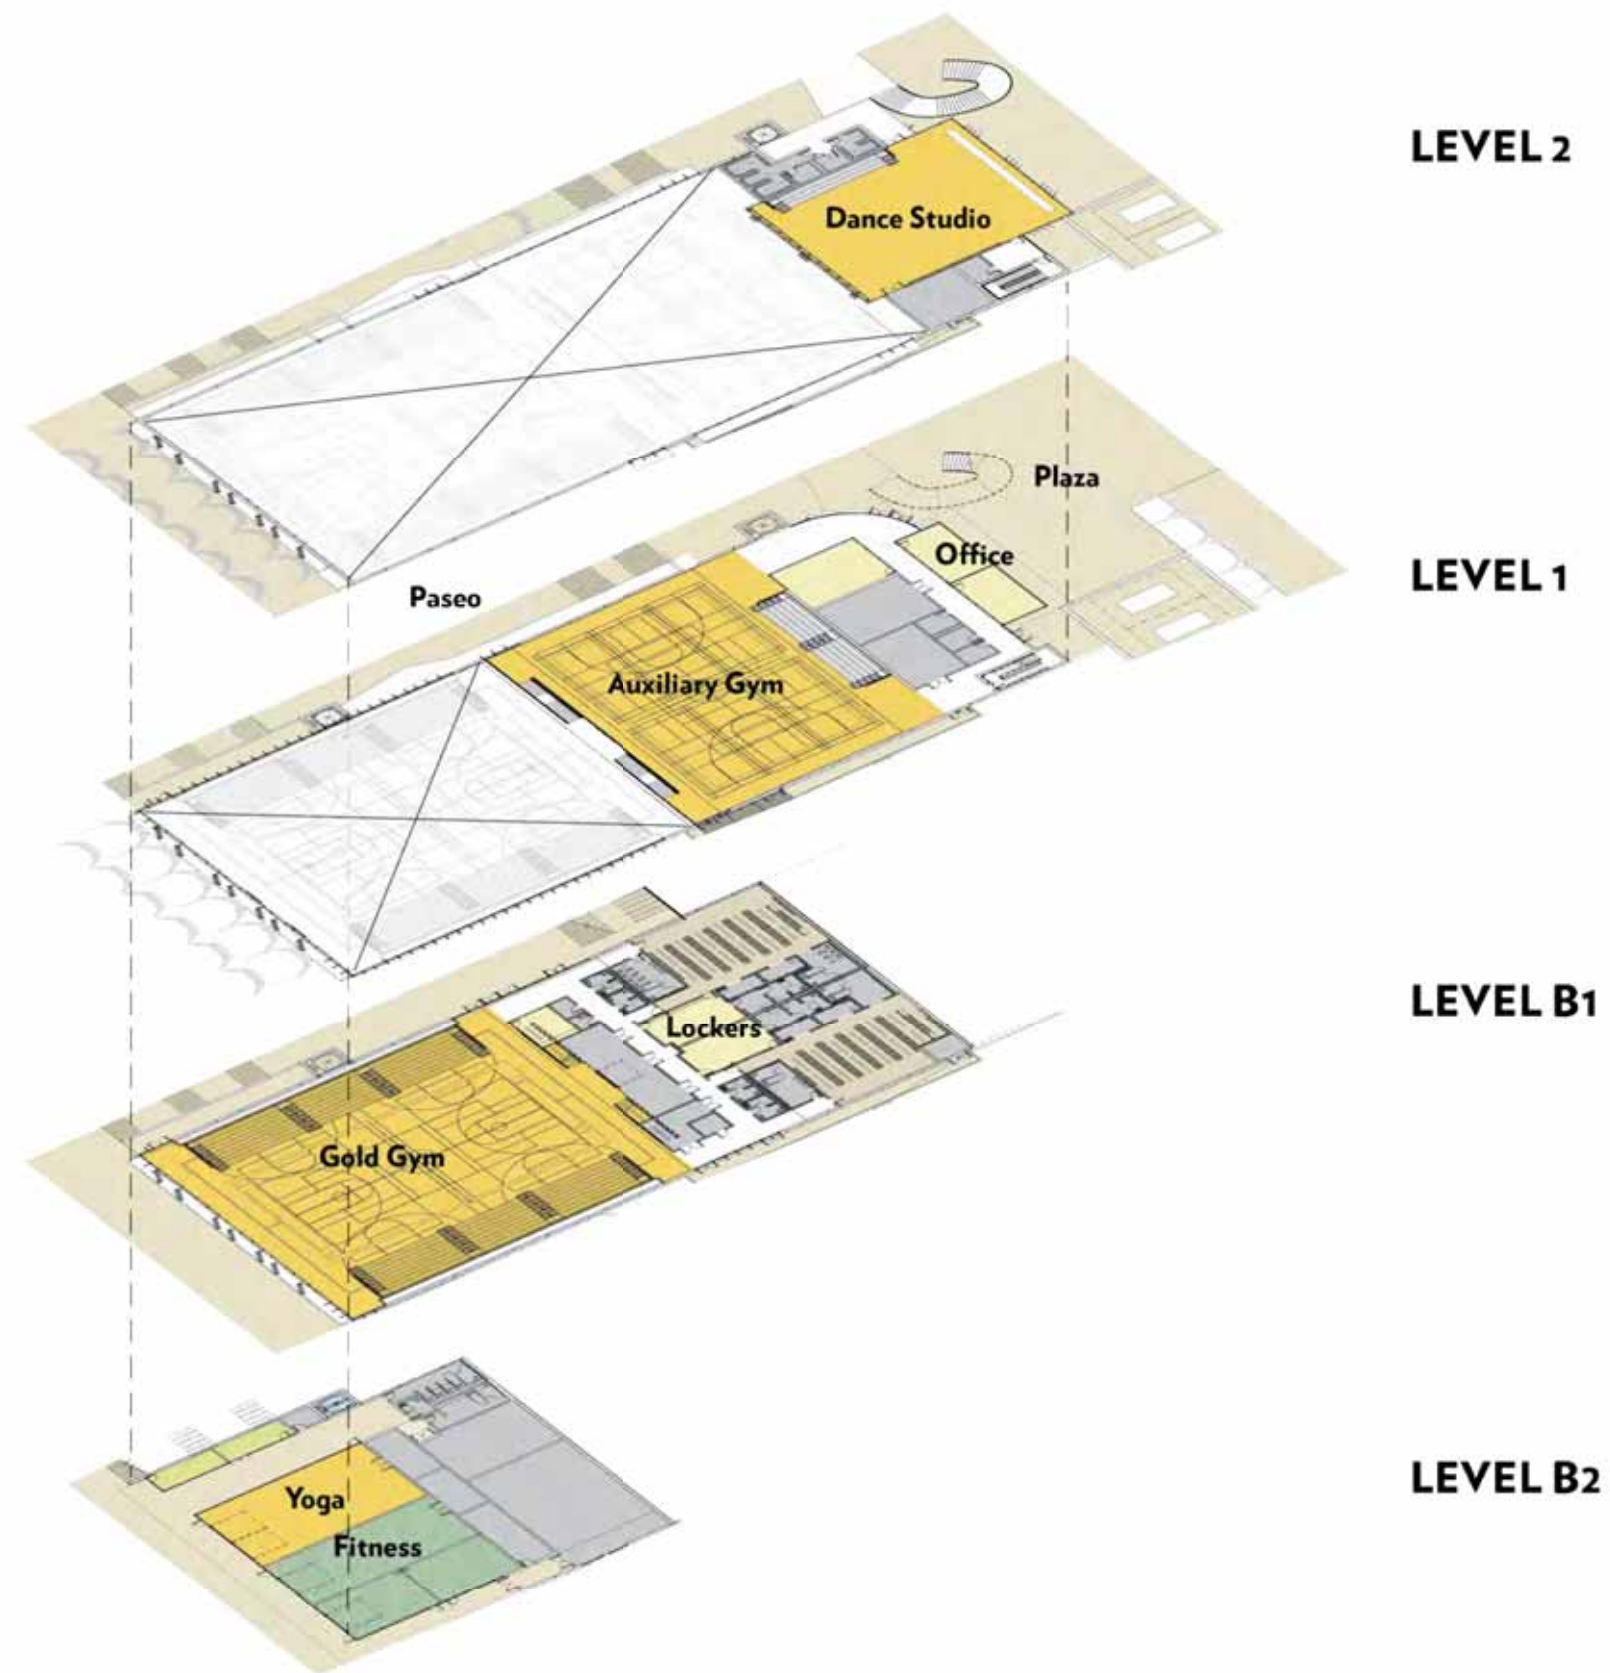 LEVEL 2
Dance Studio
Plaza
Office
LEVEL 1
Paseo
Auxiliary Gym
LEVEL B1
Lockers
Gold Gym
LEVEL B2
Yoga
Fitness